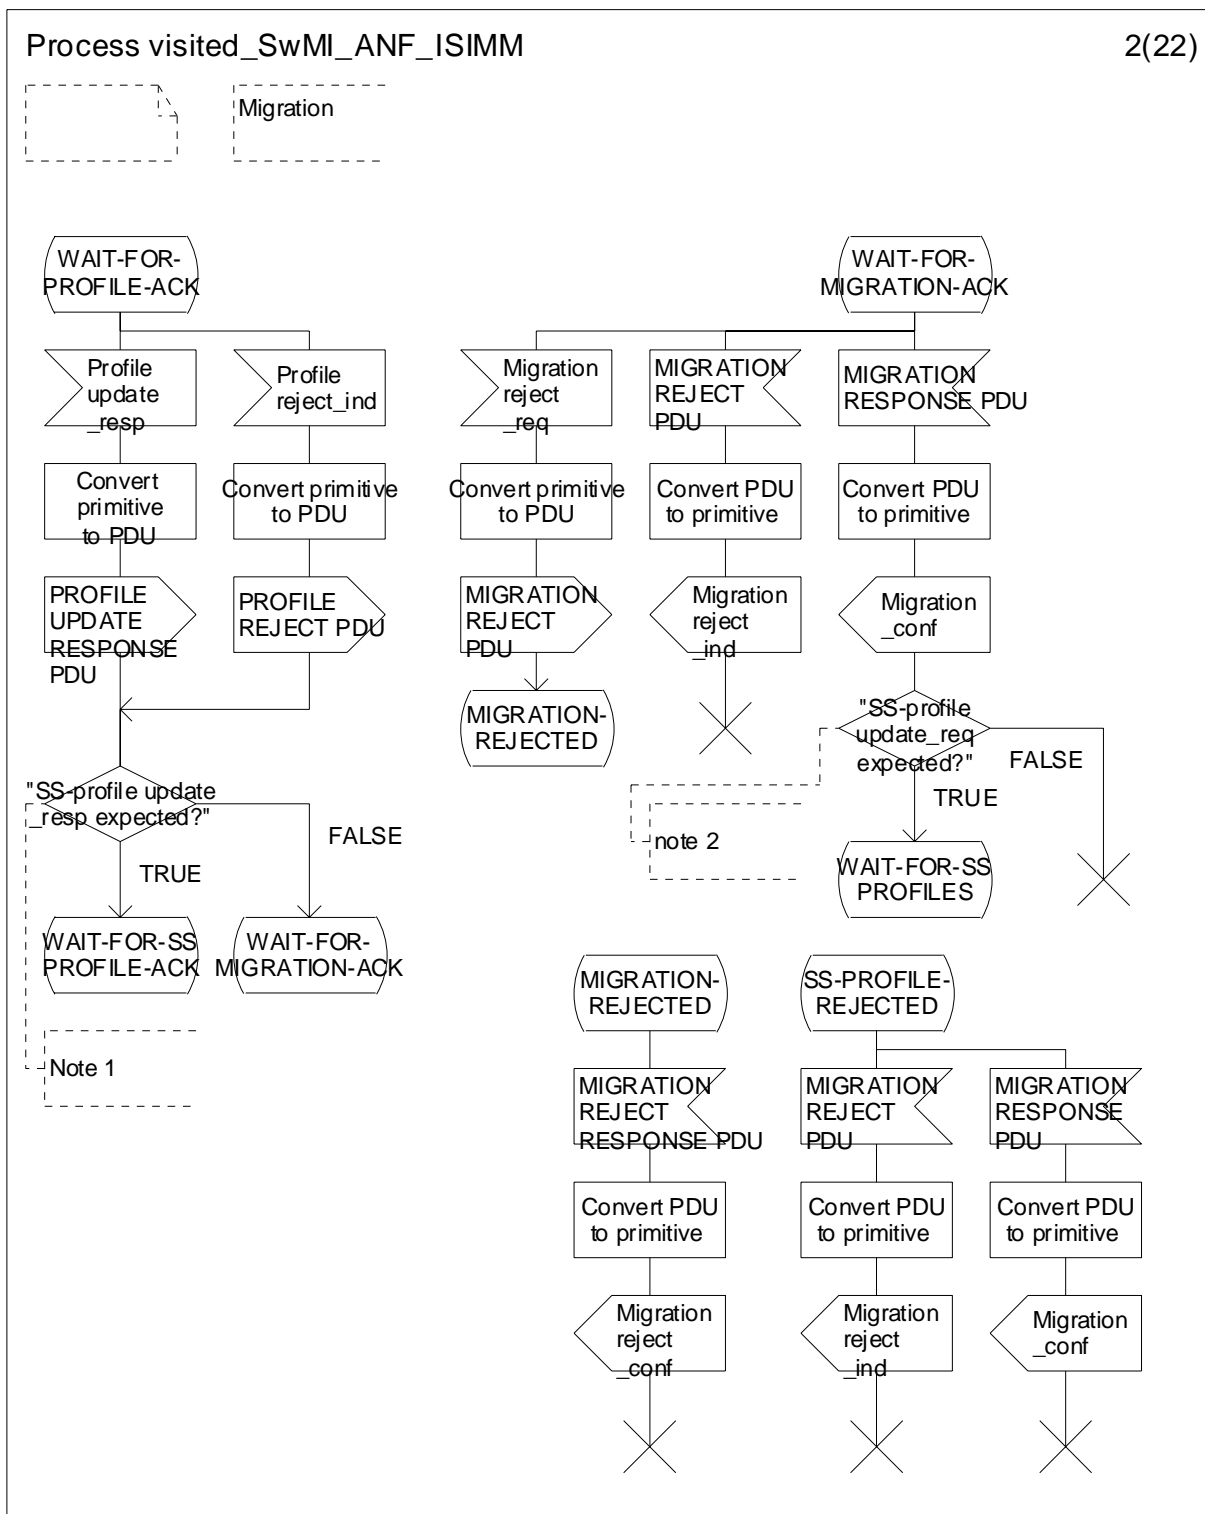 Process visited_SwMI_ANF_ISIMM
2(22)
Migration
WAIT-FOR-
PROFILE-ACK
Profile
update
_resp
Profile
reject_ind
Convert
primitive
to PDU
Convert primitive
to PDU
PROFILE
UPDATE
RESPONSE
PDU
PROFILE
REJECT PDU
"SS-profile update
_resp expected?"
TRUE
FALSE
WAIT-FOR-SS
PROFILE-ACK
WAIT-FOR-
MIGRATION-ACK
Note 1
WAIT-FOR-
MIGRATION-ACK
Migration
reject
_req
MIGRATION
REJECT
PDU
MIGRATION
RESPONSE PDU
Convert primitive
to PDU
Convert PDU
to primitive
Convert PDU
to primitive
MIGRATION
REJECT
PDU
Migration
reject
_ind
Migration
_conf
MIGRATION-
REJECTED
"SS-profile
update_req
expected?"
FALSE
TRUE
note 2
WAIT-FOR-SS
PROFILES
MIGRATION-
REJECTED
SS-PROFILE-
REJECTED
MIGRATION
REJECT
RESPONSE PDU
MIGRATION
REJECT
PDU
MIGRATION
RESPONSE
PDU
Convert PDU
to primitive
Convert PDU
to primitive
Convert PDU
to primitive
Migration
reject
_conf
Migration
reject
_ind
Migration
_conf